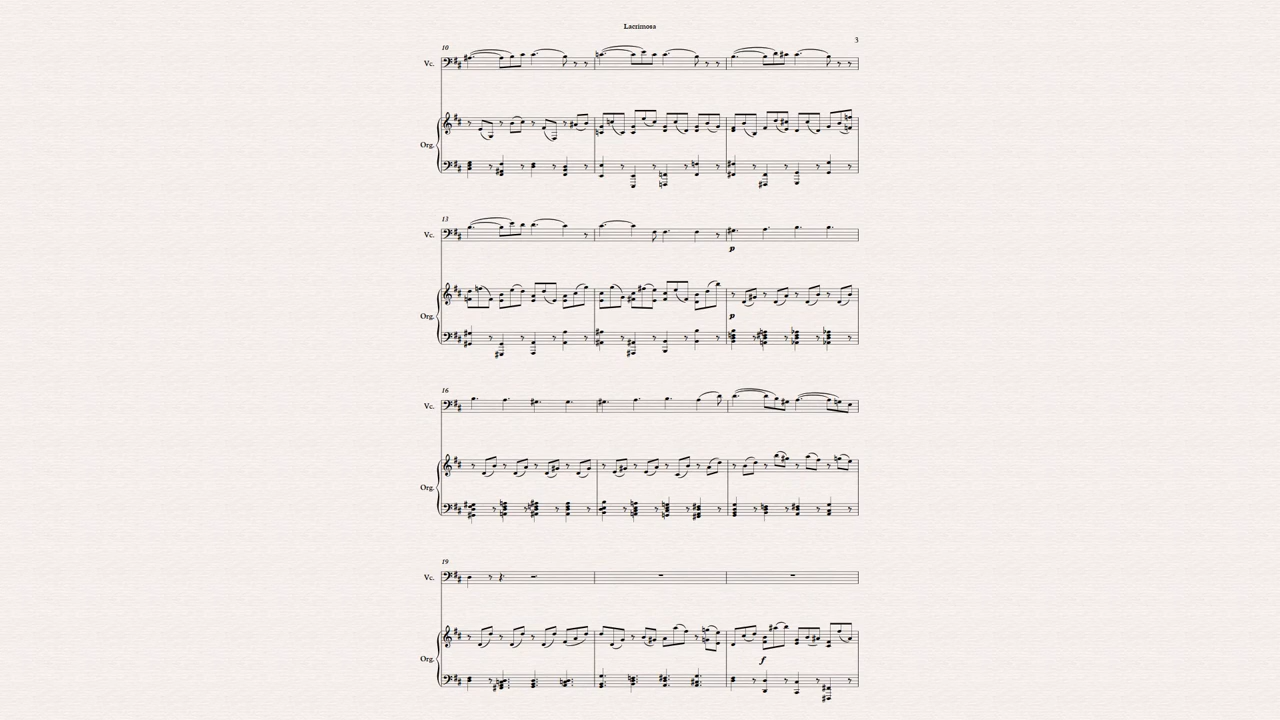 Lacrimosa
3
10
Vc.
Org.
13
Vc.
p
p
Org.
16
Vc.
Org.
19
Vc.
f
Org.